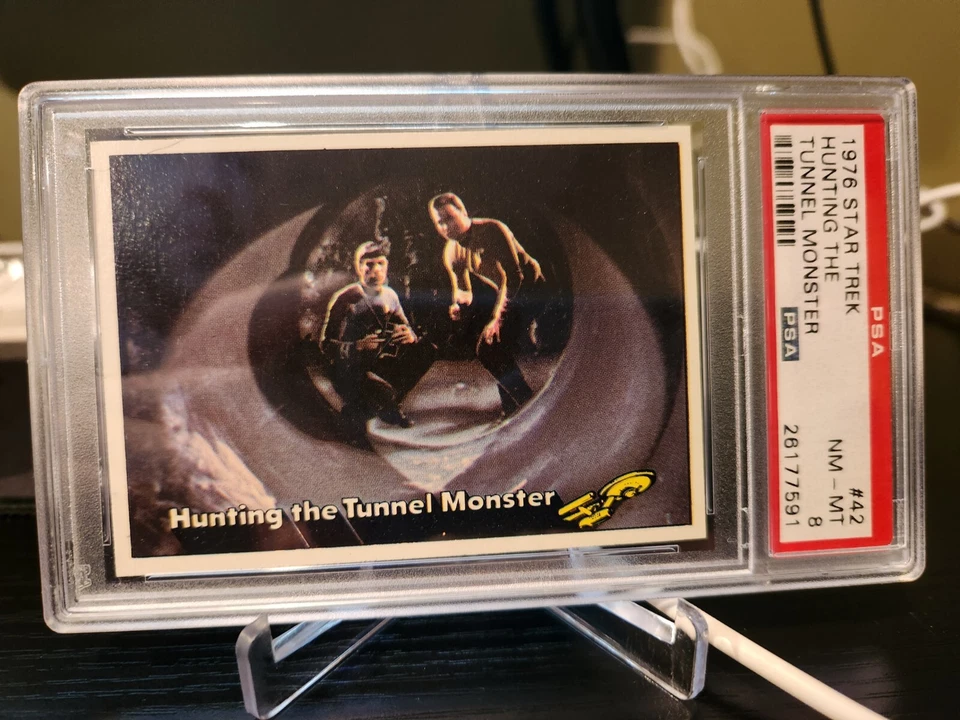 Hunting the Tunnel Monster
1976 STAR TREK
HUNTING THE
TUNNEL MONSTER
PSA
#42
NM - MT
8
26177591
PSA